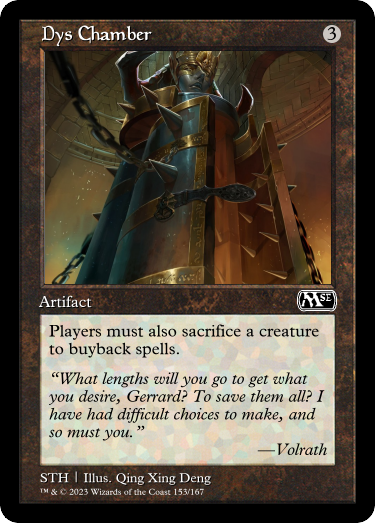 Dys Chamber
3
Artifact
MSE
Players must also sacrifice a creature
to buyback spells.
“What lengths will you go to get what
you desire, Gerrard? To save them all? I
have had difficult choices to make, and
so must you.”
—Volrath
STH | Illus. Qing Xing Deng
™ & © 2023 Wizards of the Coast 153/167